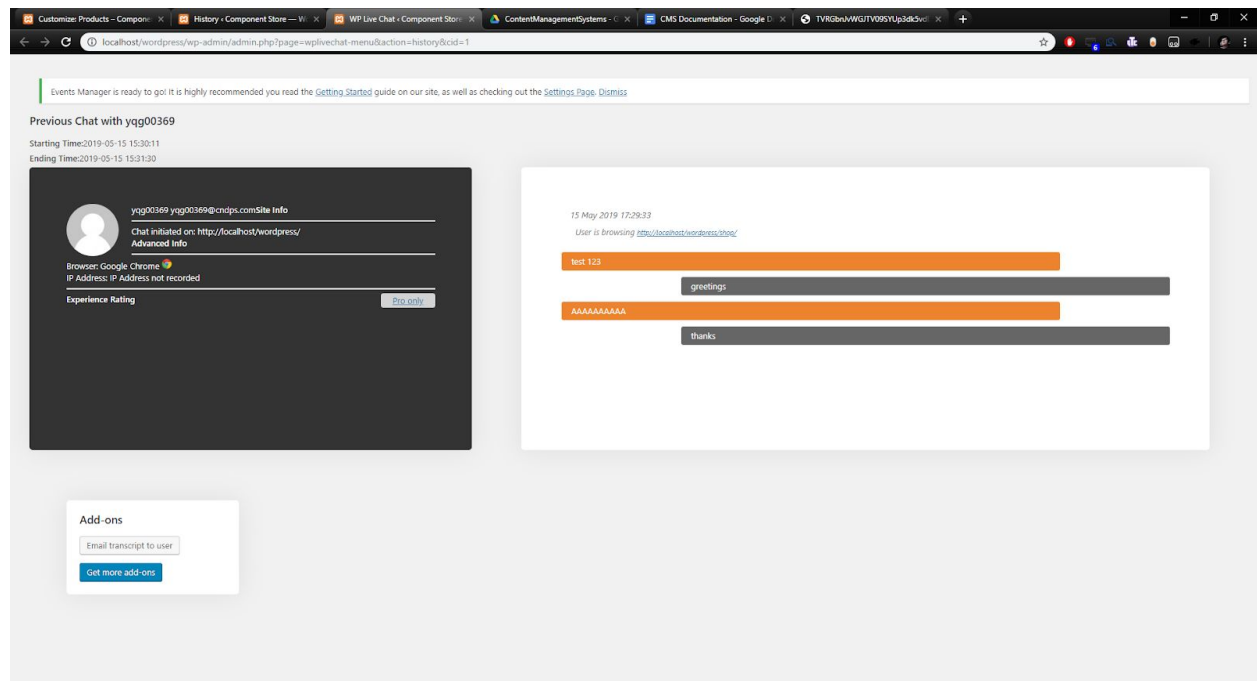 Customize: Products – Compone
History ‹ Component Store — W
WP Live Chat ‹ Component Store
ContentManagementSystems - G
CMS Documentation - Google D
localhost/wordpress/wp-admin/admin.php?page=wplivechat-menu&action=history&cid=1
6
Events Manager is ready to go! It is highly recommended you read the Getting Started guide on our site, as well as checking out the Settings Page. Dismiss
Previous Chat with yqg00369
Starting Time:2019-05-15 15:30:11
Ending Time:2019-05-15 15:31:30
yqg00369 yqg00369@cndps.comSite Info
Chat initiated on: http://localhost/wordpress/
Advanced Info
Browser: Google Chrome
IP Address: IP Address not recorded
Experience Rating
Pro only
15 May 2019 17:29:33
User is browsing http://localhost/wordpress/shop/
test 123
greetings
AAAAAAAAAA
thanks
Add-ons
Email transcript to user
Get more add-ons